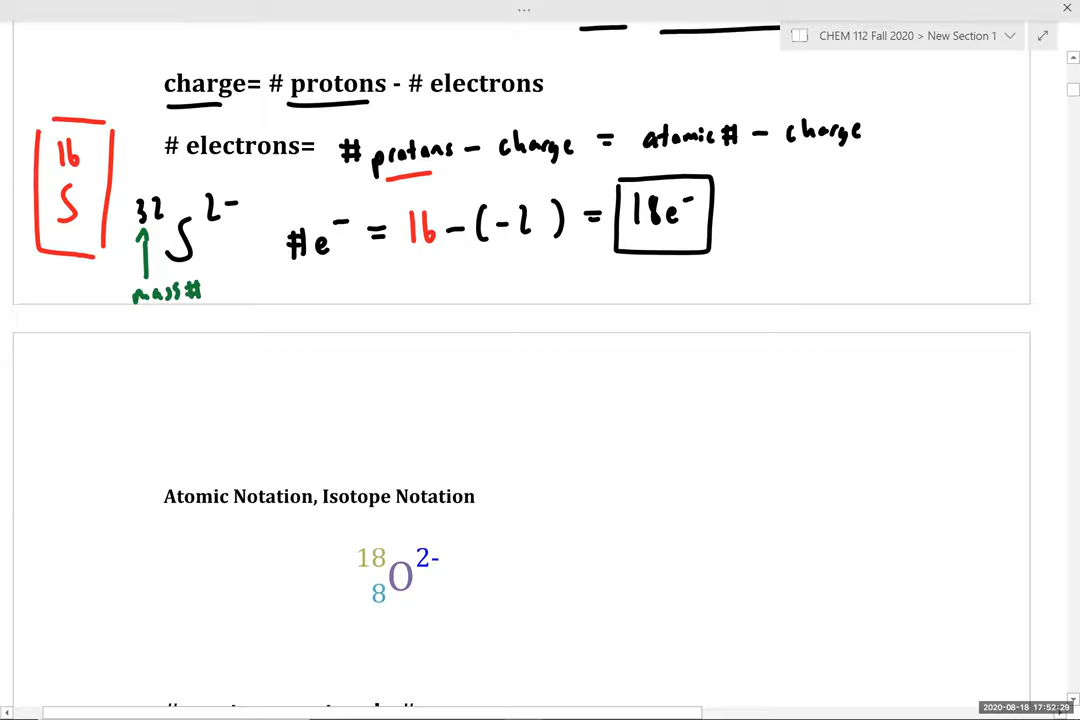 CHEM 112 Fall 2020 > New Section 1
charge= # protons - # electrons
# electrons= # protons - charge = atomic # - charge
16
S
32 S 2-
#e⁻ = 16 - (-2) = 18e⁻
mass #
Atomic Notation, Isotope Notation
18
8 O 2-
2020-08-18 17:52:29